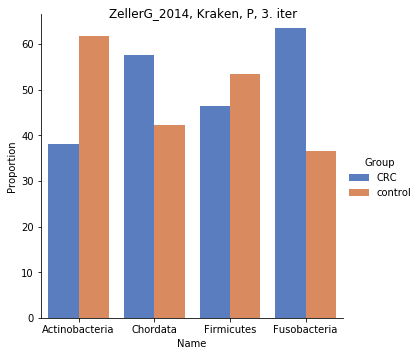 ZellerG_2014, Kraken, P, 3. iter
Proportion
60
50
40
30
20
10
0
Actinobacteria Chordata Firmicutes Fusobacteria
Name
Group
CRC
control